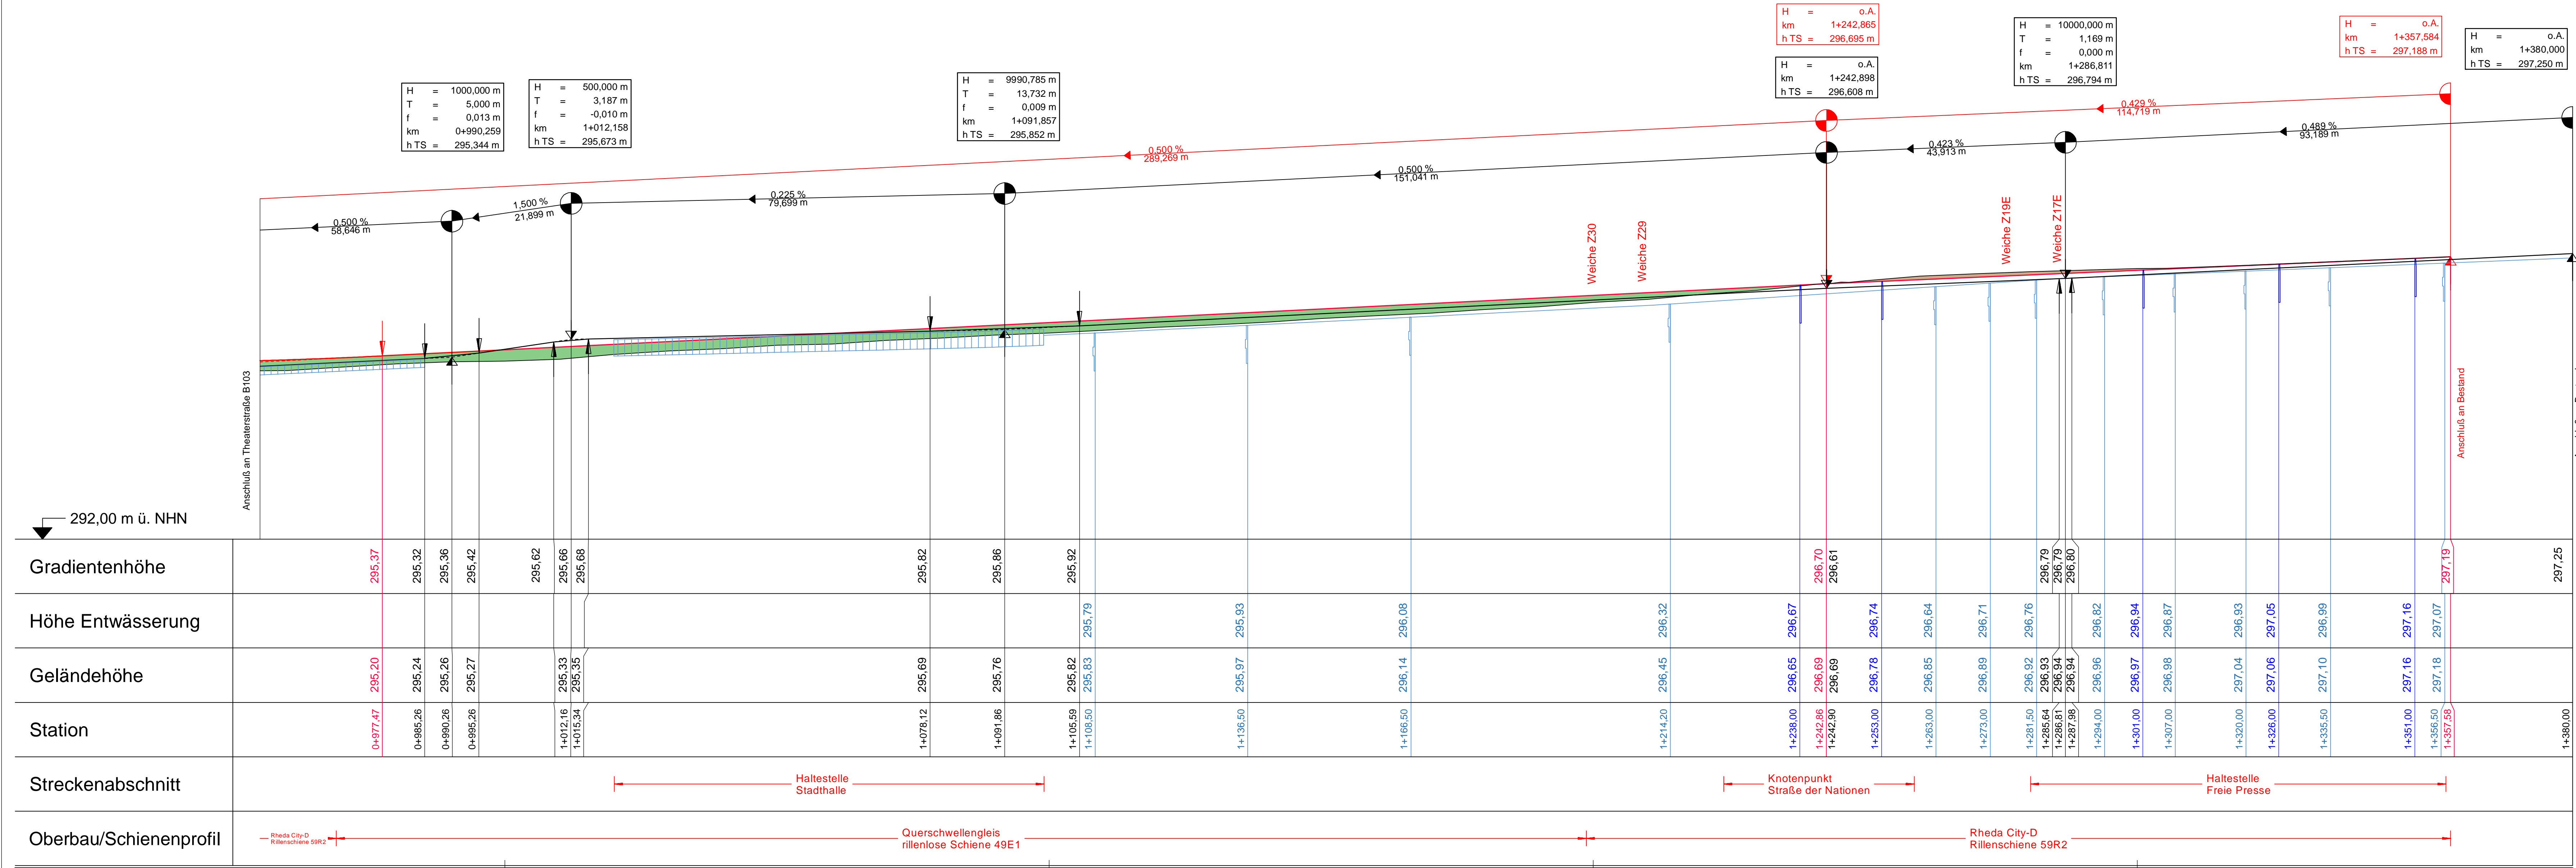 H = o.A.
km 1+242,865
h TS = 296,695 m
H = 10000,000 m
T = 1,169 m
f = 0,000 m
km 1+286,811
h TS = 296,794 m
H = o.A.
km 1+357,584
h TS = 297,188 m
H = o.A.
km 1+380,000
h TS = 297,250 m
H = 1000,000 m
T = 5,000 m
f = 0,013 m
km 0+990,259
h TS = 295,344 m
H = 500,000 m
T = 3,187 m
f = -0,010 m
km 1+012,158
h TS = 295,673 m
H = 9990,785 m
T = 13,732 m
f = 0,009 m
km 1+091,857
h TS = 295,852 m
H = o.A.
km 1+242,898
h TS = 296,608 m
0,500 %
289,269 m
0,429 %
114,719 m
0,500 %
58,646 m
1,500 %
21,899 m
0,225 %
79,699 m
0,500 %
151,041 m
0,423 %
43,913 m
0,489 %
93,189 m
Weiche Z30
Weiche Z29
Weiche Z19E
Weiche Z17E
Anschluß an Theaterstraße B103
Anschluß an Bestand
292,00 m ü. NHN
Gradientenhöhe
295,37
295,32
295,36
295,42
295,62
295,66
295,68
295,82
295,86
295,92
296,70
296,61
296,79
296,79
296,80
297,19
297,25
Höhe Entwässerung
295,79
295,93
296,08
296,32
296,67
296,74
296,64
296,71
296,76
296,82
296,94
296,87
296,93
297,05
296,99
297,16
297,07
Geländehöhe
295,20
295,24
295,26
295,27
295,33
295,35
295,69
295,76
295,82
295,83
295,97
296,14
296,45
296,65
296,69
296,69
296,78
296,85
296,89
296,92
296,93
296,94
296,94
296,96
296,97
296,98
297,04
297,06
297,10
297,16
297,18
Station
0+977,47
0+985,26
0+990,26
0+995,26
1+012,16
1+015,34
1+078,12
1+091,86
1+105,59
1+108,50
1+136,50
1+166,50
1+214,20
1+238,00
1+242,86
1+242,90
1+253,00
1+263,00
1+273,00
1+281,50
1+285,64
1+286,81
1+287,98
1+294,00
1+301,00
1+307,00
1+320,00
1+326,00
1+335,50
1+351,00
1+356,50
1+357,58
1+380,00
Streckenabschnitt
Haltestelle
Stadthalle
Knotenpunkt
Straße der Nationen
Haltestelle
Freie Presse
Oberbau/Schienenprofil
Rheda City-D
Rillenschiene 59R2
Querschwellengleis
rillenlose Schiene 49E1
Rheda City-D
Rillenschiene 59R2